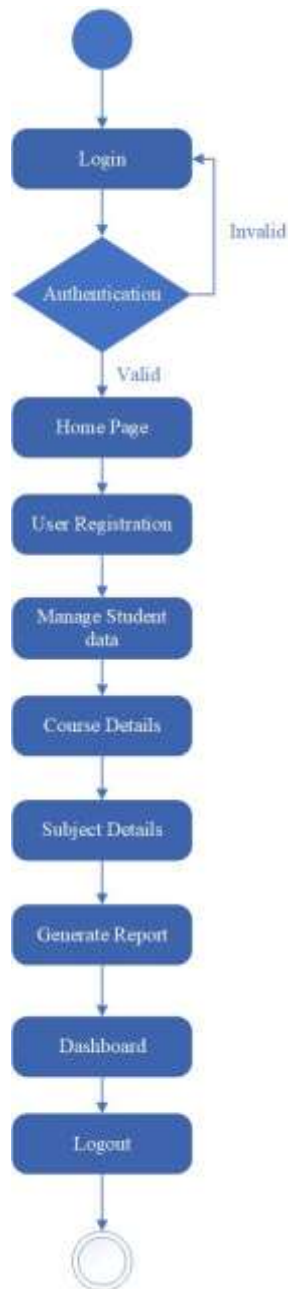 Login
Invalid
Authentication
Valid
Home Page
User Registration
Manage Student
data
Course Details
Subject Details
Generate Report
Dashboard
Logout